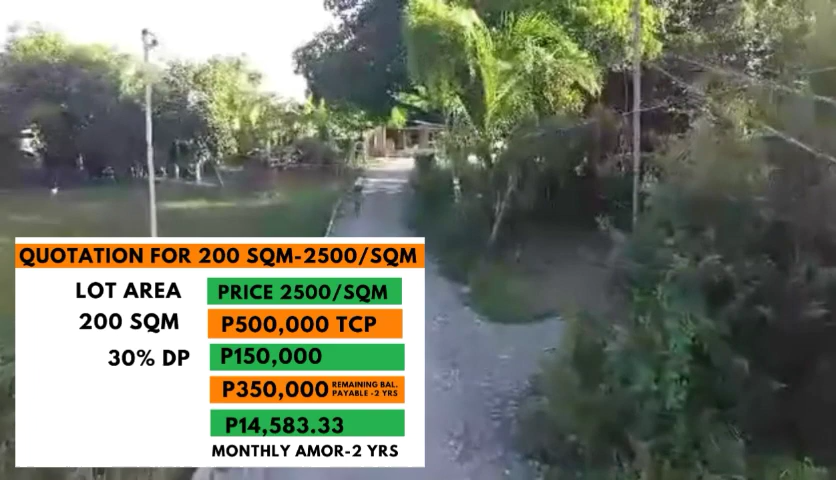 QUOTATION FOR 200 SQM-2500/SQM
LOT AREA PRICE 2500/SQM
200 SQM P500,000 TCP
30% DP P150,000
P350,000 REMAINING BAL. PAYABLE -2 YRS
P14,583.33
MONTHLY AMOR-2 YRS